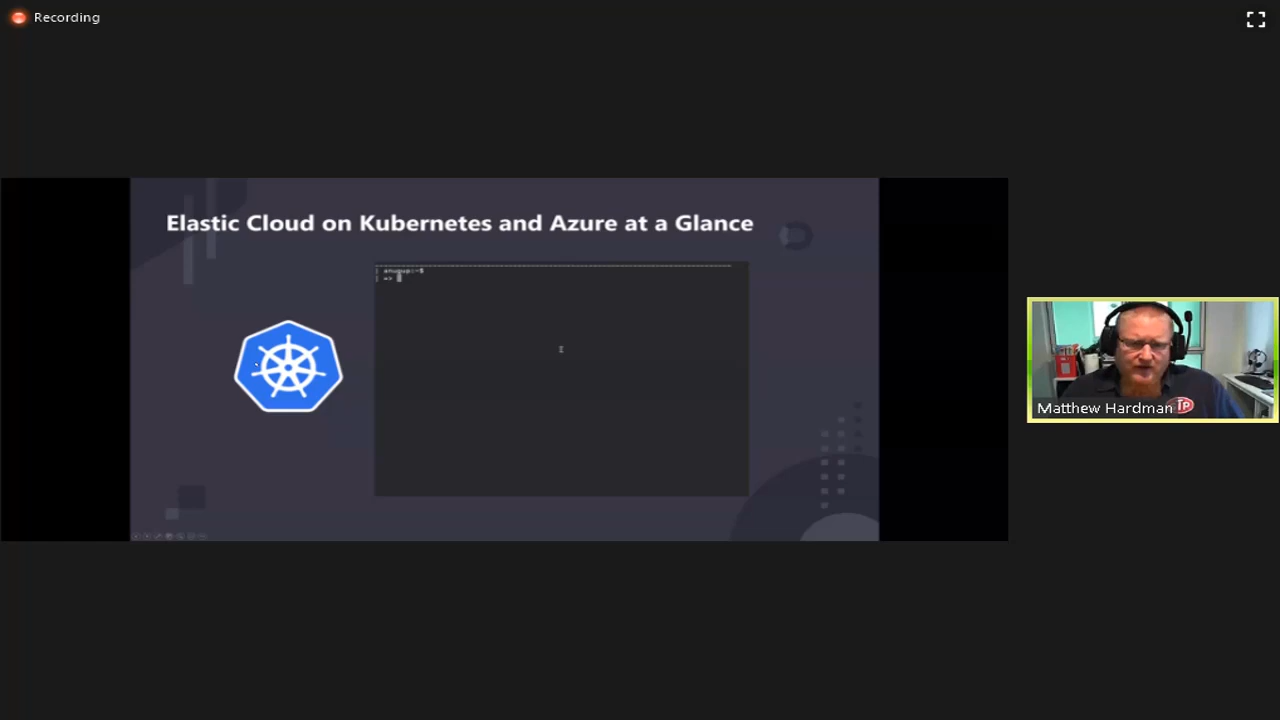 Recording
Elastic Cloud on Kubernetes and Azure at a Glance
| => 
Matthew Hardman